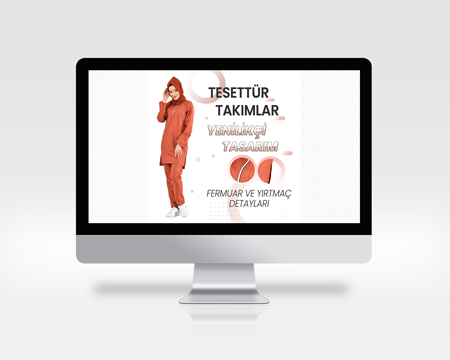 TESETTÜR
TAKIMLAR
YENİLİKÇİ
TASARIM
FERMUAR VE YIRTMAÇ
DETAYLARI